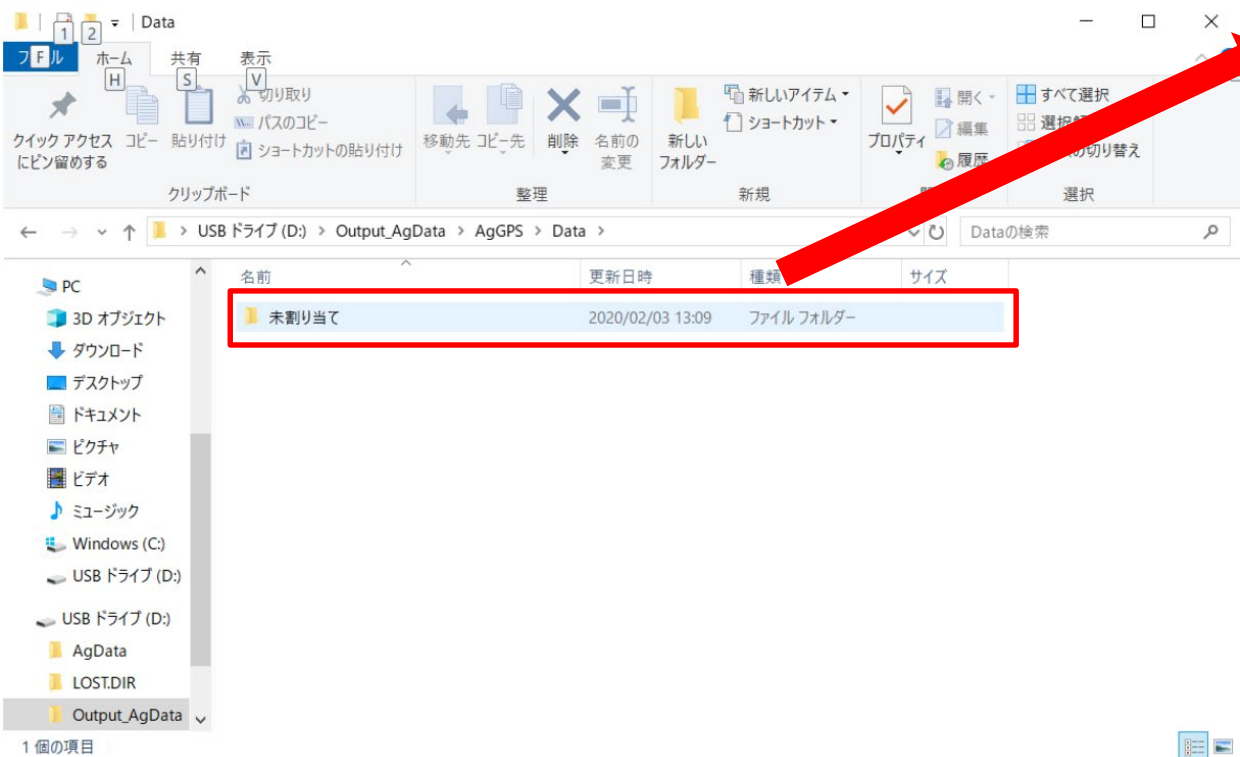 1 2 Data
フ F ル ホーム 共有 表示
H S V
クイック アクセス
にピン留めする
コピー
貼り付け
切り取り
パスのコピー
ショートカットの貼り付け
移動先
コピー先
削除
名前の
変更
新しい
フォルダー
新しいアイテム
ショートカット
プロパティ
開く
編集
履歴
すべて選択
選択
の切り替え
クリップボード 整理 新規 選択
USB ドライブ (D:) > Output_AgData > AgGPS > Data >
Dataの検索
名前 更新日時 種類 サイズ
未割り当て 2020/02/03 13:09 ファイル フォルダー
PC
3D オブジェクト
ダウンロード
デスクトップ
ドキュメント
ピクチャ
ビデオ
ミュージック
Windows (C:)
USB ドライブ (D:)
USB ドライブ (D:)
AgData
LOST.DIR
Output_AgData
1 個の項目